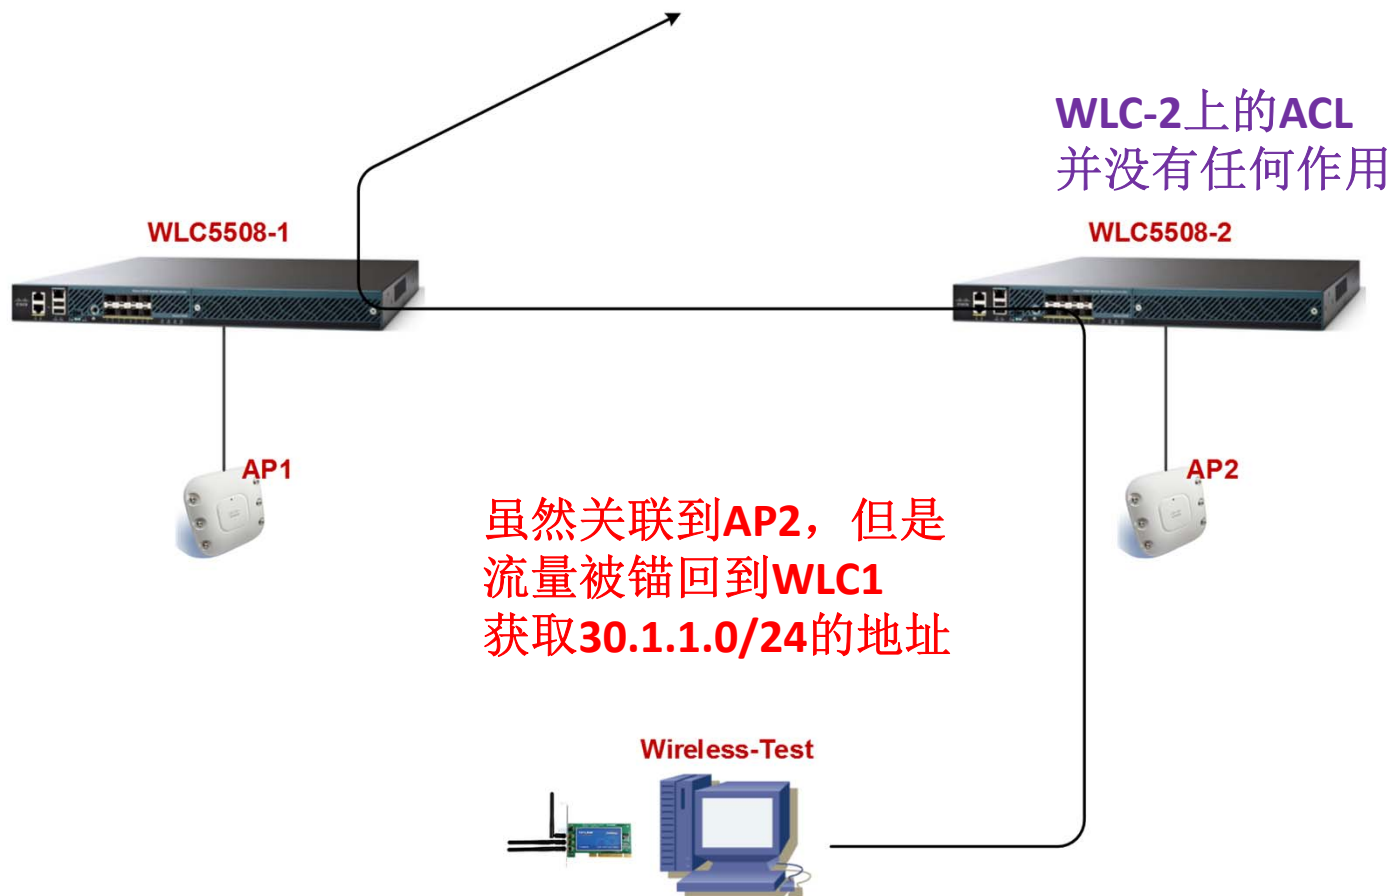 WLC-2上的ACL
并没有任何作用
WLC5508-1
WLC5508-2
AP1
AP2
虽然关联到AP2，但是
流量被锚回到WLC1
获取30.1.1.0/24的地址
Wireless-Test